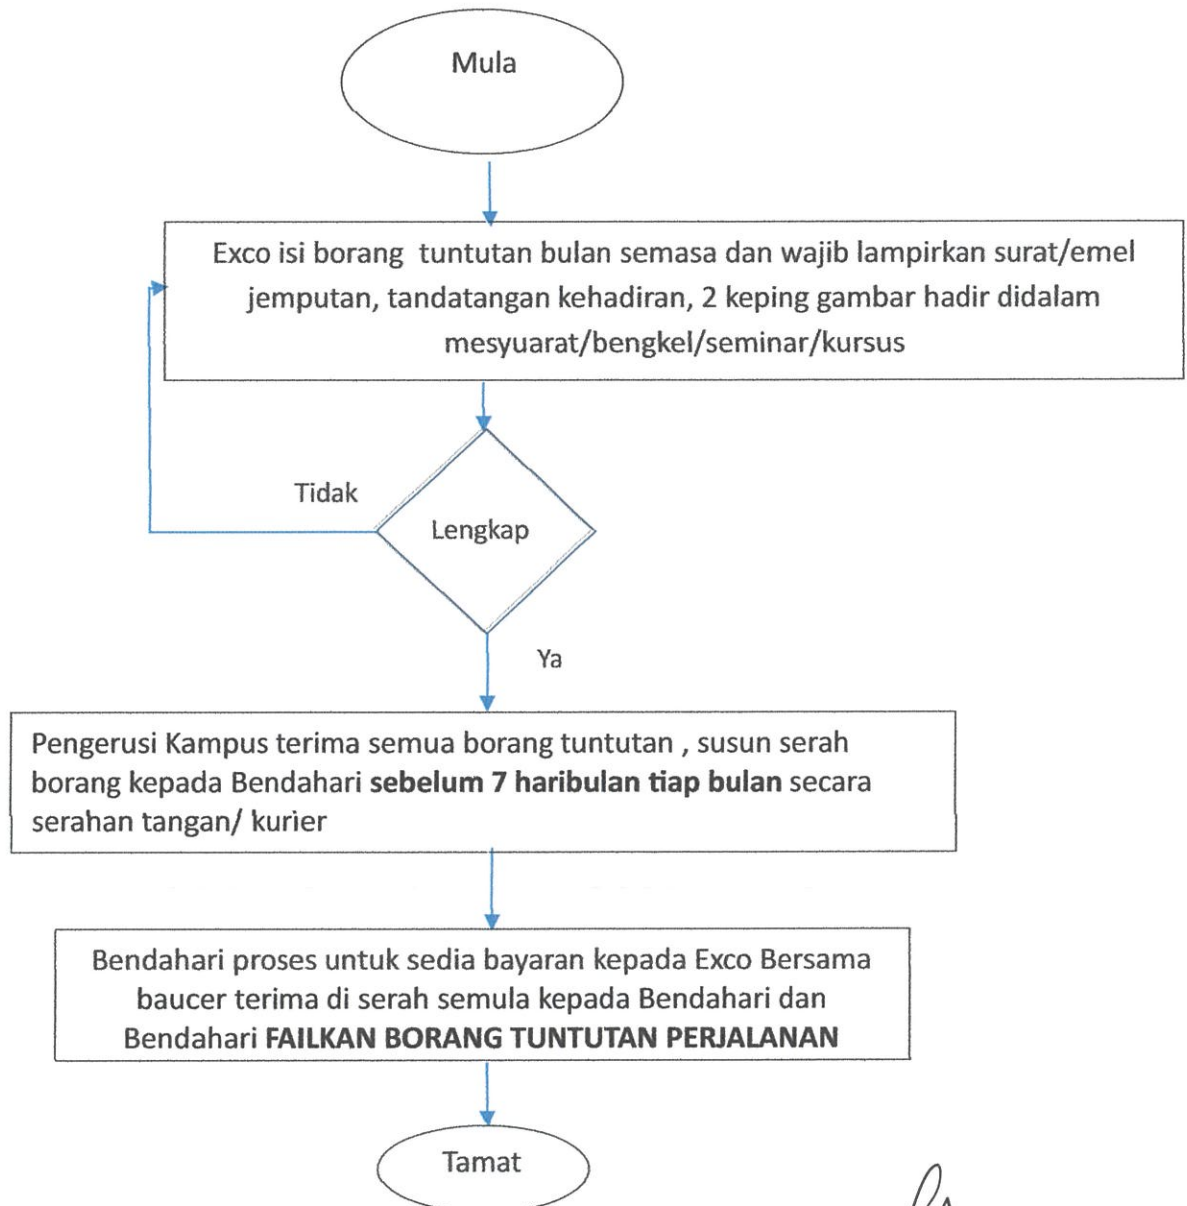 Mula
Exco isi borang tuntutan bulan semasa dan wajib lampirkan surat/emel
jemputan, tandatangan kehadiran, 2 keping gambar hadir didalam
mesyuarat/bengkel/seminar/kursus
Tidak
Lengkap
Ya
Pengerusi Kampus terima semua borang tuntutan , susun serah
borang kepada Bendahari sebelum 7 haribulan tiap bulan secara
serahan tangan/ kurier
Bendahari proses untuk sedia bayaran kepada Exco Bersama
baucer terima di serah semula kepada Bendahari dan
Bendahari FAILKAN BORANG TUNTUTAN PERJALANAN
Tamat